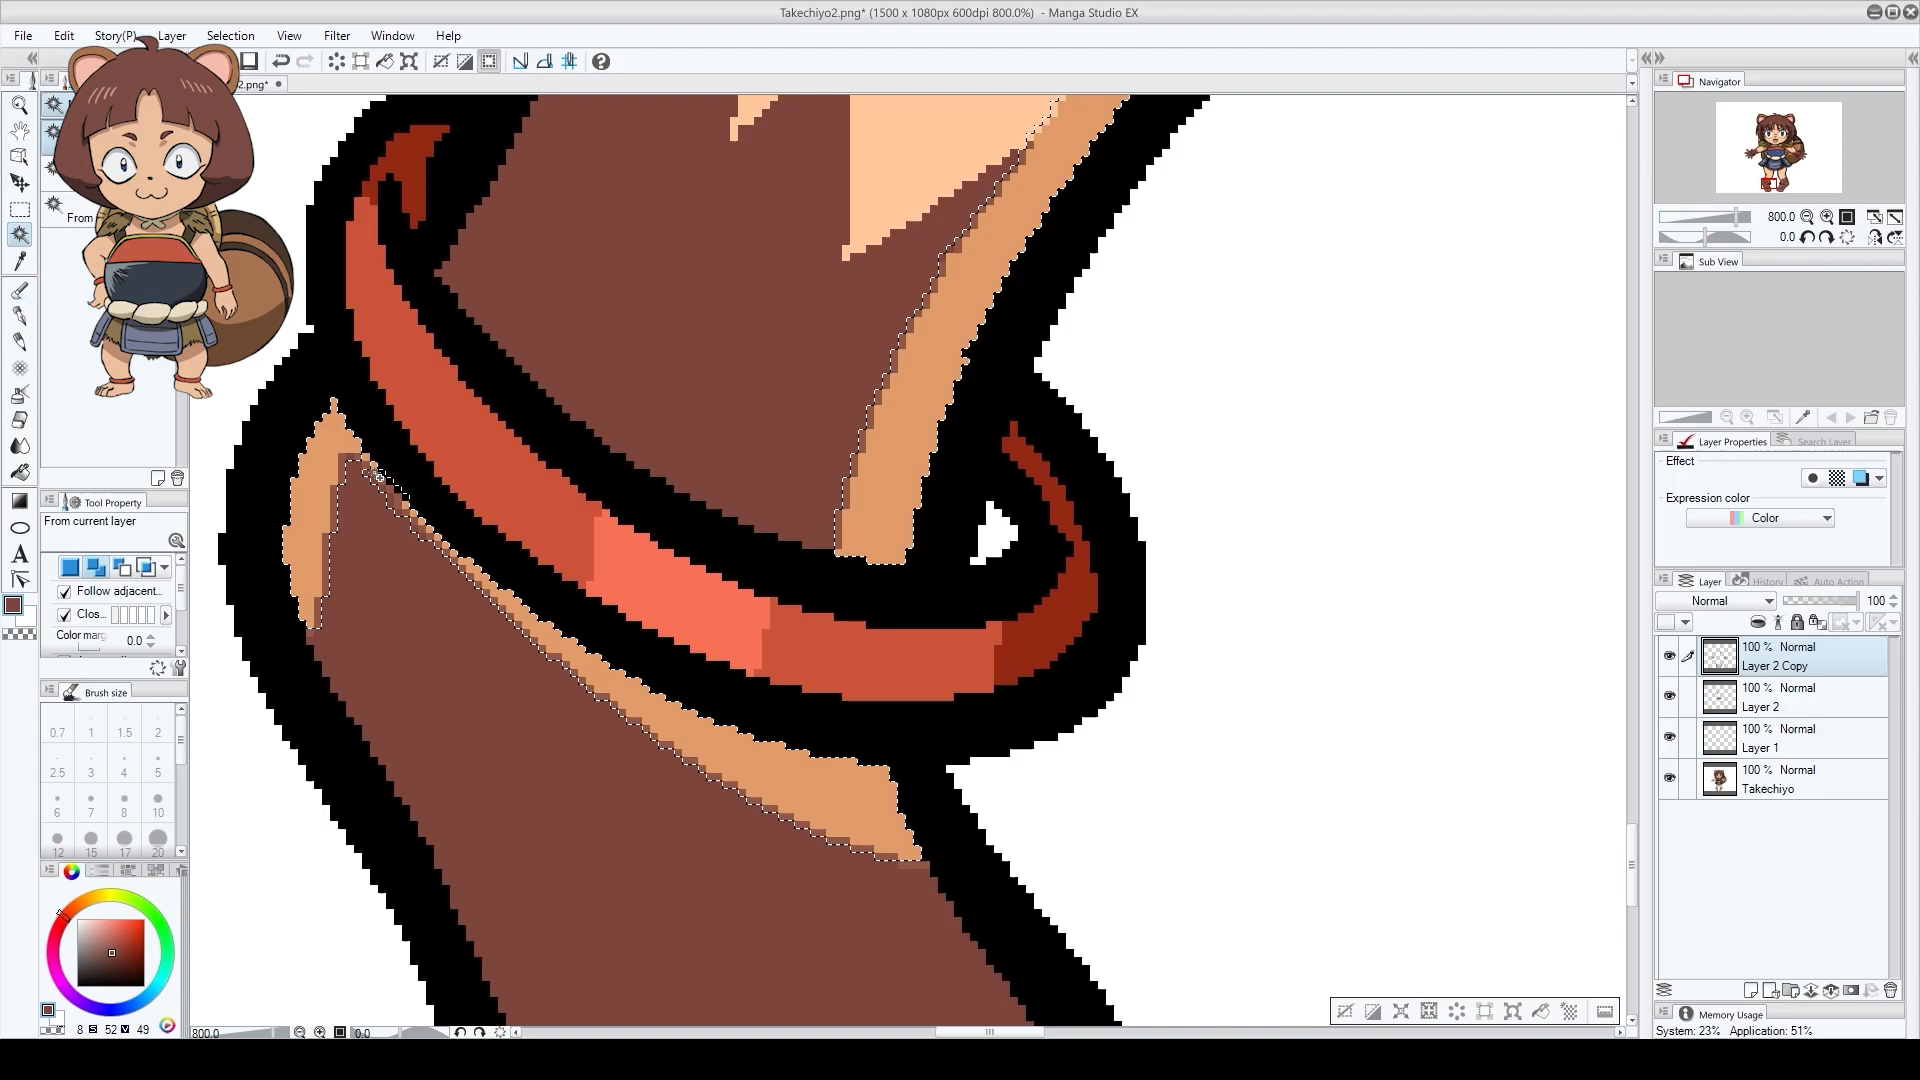 Takechiyo2.png* (1500 x 1080px 600dpi 800.0%) - Manga Studio EX
File Edit Story(P) Layer Selection View Filter Window Help
2.png*
Navigator
From
800.0
0.0
Sub View
Layer Properties Search Layer
Effect
Expression color
Color
Tool Property
From current layer
Follow adjacent..
Clos...
Color marg
0.0
Layer History Auto Action
Normal 100
100 % Normal
Layer 2 Copy
100 % Normal
Layer 2
100 % Normal
Layer 1
100 % Normal
Takechiyo
Brush size
0.7 1 1.5 2
2.5 3 4 5
6 7 8 10
12 15 17 20
8 S 52 V 49
800.0 0.0
Memory Usage
System: 23% Application: 51%